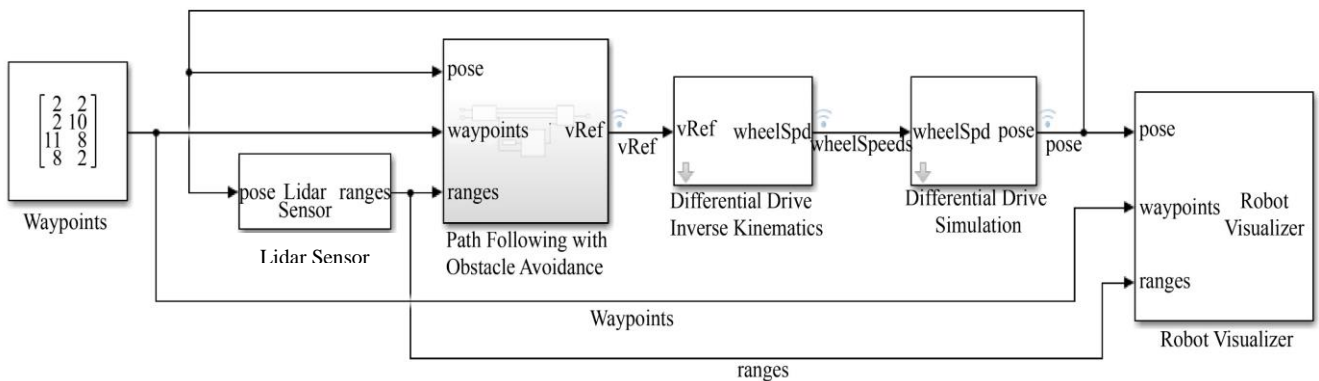 2 2
2 10
11 8
8 2
Waypoints
pose Lidar ranges
Sensor
Lidar Sensor
pose
waypoints vRef
ranges
Path Following with
Obstacle Avoidance
vRef
vRef wheelSpd
Differential Drive
Inverse Kinematics
wheelSpeeds
wheelSpd pose
Differential Drive
Simulation
pose
pose
waypoints Robot
Visualizer
ranges
Robot Visualizer
Waypoints
ranges